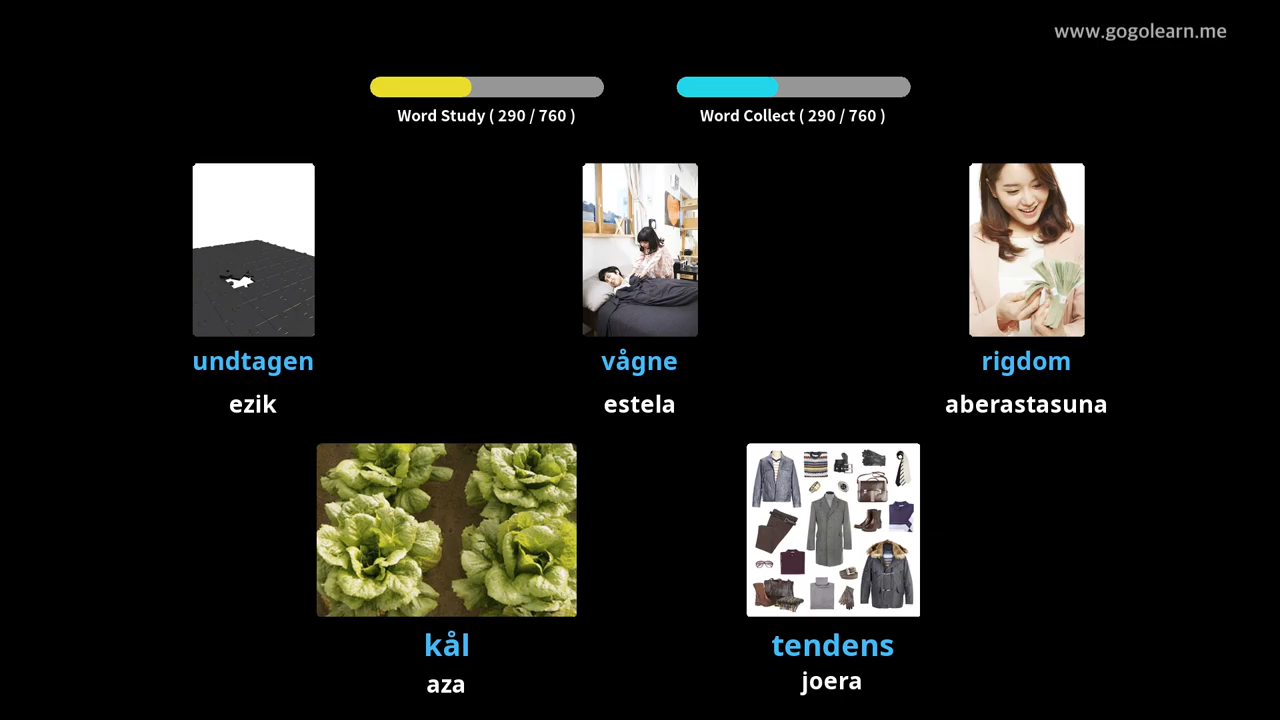 www.gogolearn.me
Word Study ( 290 / 760 )
Word Collect ( 290 / 760 )
undtagen
vågne
rigdom
ezik
estela
aberastasuna
kål
tendens
aza
joera